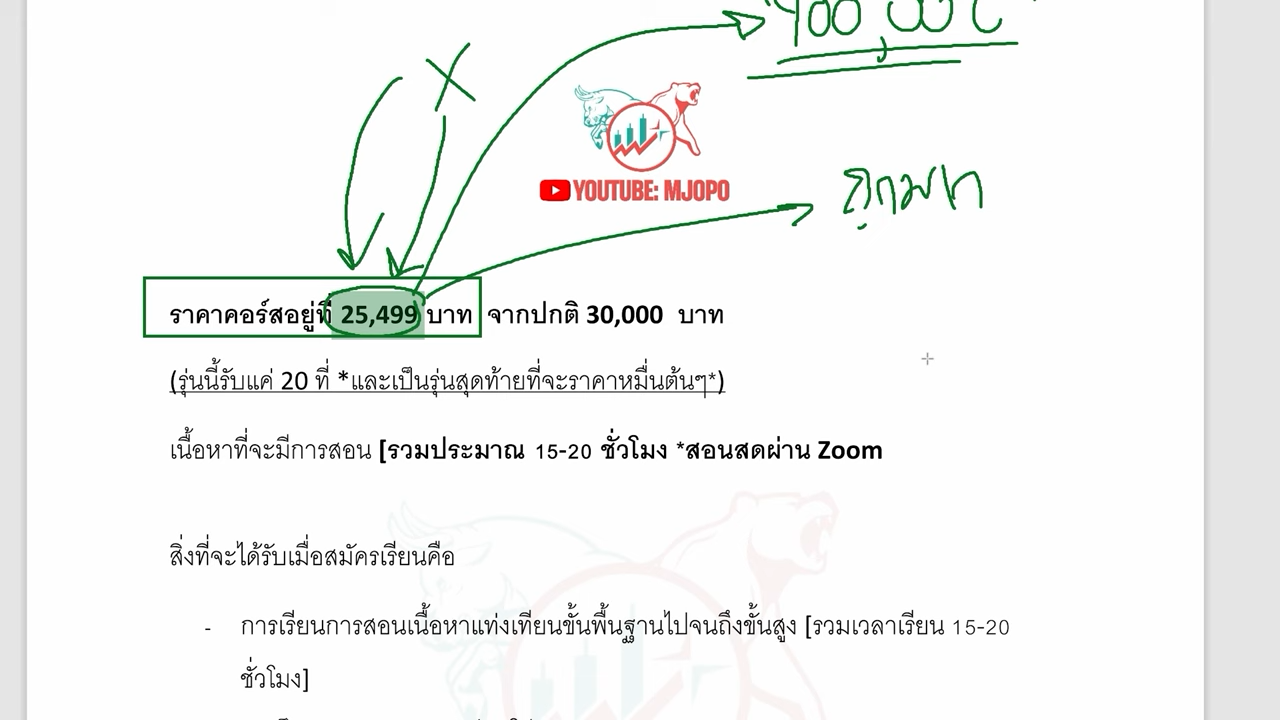 YOUTUBE: MJOPO
ถูกมาก
ราคาคอร์สอยู่ที่ 25,499 บาท จากปกติ 30,000 บาท
(รุ่นนี้รับแค่ 20 ที่ *และเป็นรุ่นสุดท้ายที่จะราคาหมื่นต้นๆ*)
เนื้อหาที่จะมีการสอน [รวมประมาณ 15-20 ชั่วโมง *สอนสดผ่าน Zoom
สิ่งที่จะได้รับเมื่อสมัครเรียนคือ
- การเรียนการสอนเนื้อหาแท่งเทียนขั้นพื้นฐานไปจนถึงขั้นสูง [รวมเวลาเรียน 15-20
ชั่วโมง]